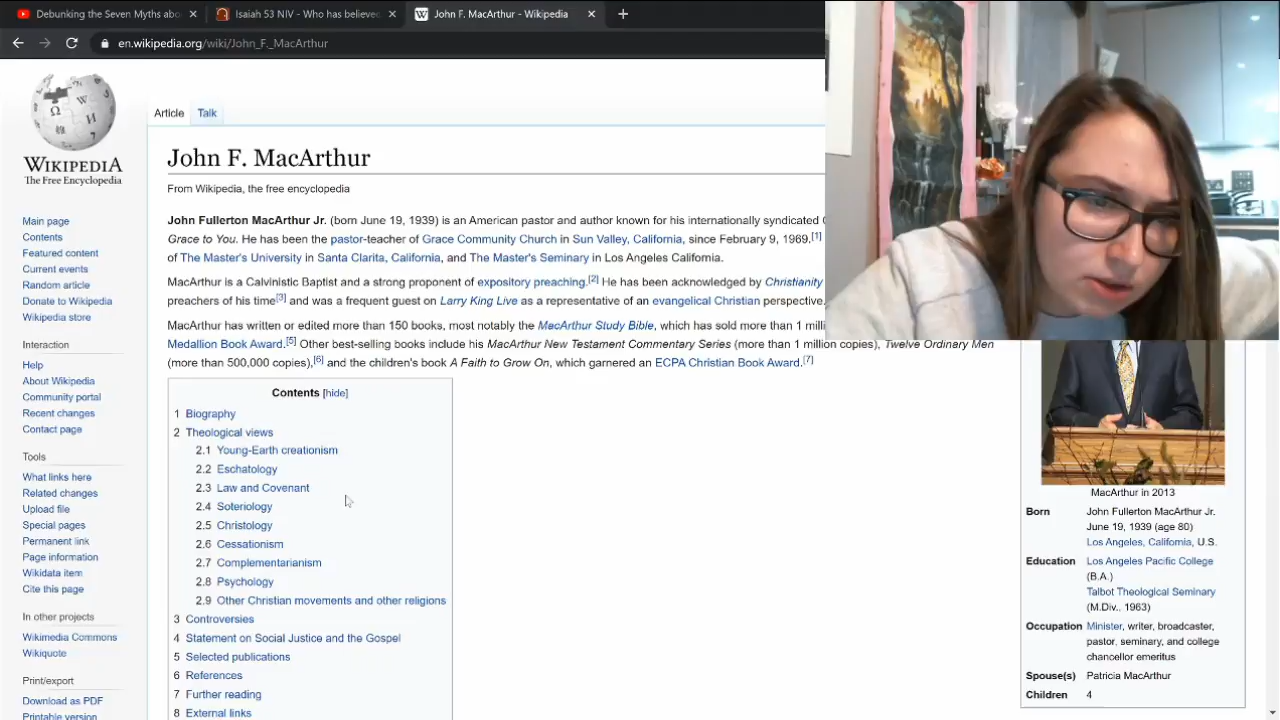 Debunking the Seven Myths abo
Isaiah 53 NIV - Who has believed
John F. MacArthur - Wikipedia
en.wikipedia.org/wiki/John_F._MacArthur
WIKIPEDIA
The Free Encyclopedia
Main page
Contents
Featured content
Current events
Random article
Donate to Wikipedia
Wikipedia store
Interaction
Help
About Wikipedia
Community portal
Recent changes
Contact page
Tools
What links here
Related changes
Upload file
Special pages
Permanent link
Page information
Wikidata item
Cite this page
In other projects
Wikimedia Commons
Wikiquote
Print/export
Download as PDF
Printable version
Article Talk
John F. MacArthur
From Wikipedia, the free encyclopedia
John Fullerton MacArthur Jr. (born June 19, 1939) is an American pastor and author known for his internationally syndicated C
Grace to You. He has been the pastor-teacher of Grace Community Church in Sun Valley, California, since February 9, 1969.[1]
of The Master's University in Santa Clarita, California, and The Master's Seminary in Los Angeles California.
MacArthur is a Calvinistic Baptist and a strong proponent of expository preaching.[2] He has been acknowledged by Christianity
preachers of his time[3] and was a frequent guest on Larry King Live as a representative of an evangelical Christian perspective.
MacArthur has written or edited more than 150 books, most notably the MacArthur Study Bible, which has sold more than 1 milli
Medallion Book Award.[5] Other best-selling books include his MacArthur New Testament Commentary Series (more than 1 million copies), Twelve Ordinary Men
(more than 500,000 copies),[6] and the children's book A Faith to Grow On, which garnered an ECPA Christian Book Award.[7]
Contents [hide]
1 Biography
2 Theological views
2.1 Young-Earth creationism
2.2 Eschatology
2.3 Law and Covenant
2.4 Soteriology
2.5 Christology
2.6 Cessationism
2.7 Complementarianism
2.8 Psychology
2.9 Other Christian movements and other religions
3 Controversies
4 Statement on Social Justice and the Gospel
5 Selected publications
6 References
7 Further reading
8 External links
MacArthur in 2013
Born John Fullerton MacArthur Jr.
June 19, 1939 (age 80)
Los Angeles, California, U.S.
Education Los Angeles Pacific College
(B.A.)
Talbot Theological Seminary
(M.Div., 1963)
Occupation Minister, writer, broadcaster,
pastor, seminary, and college
chancellor emeritus
Spouse(s) Patricia MacArthur
Children 4